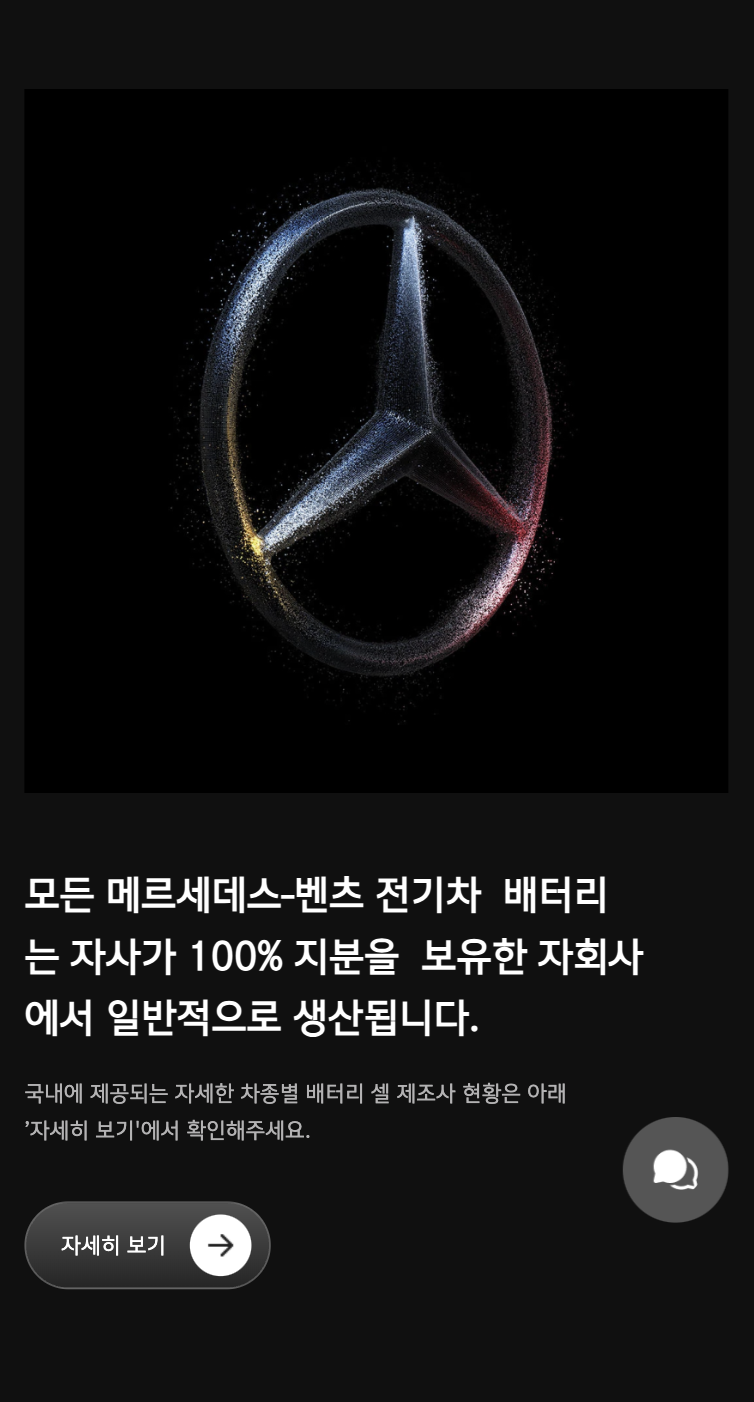 모든 메르세데스-벤츠 전기차  배터리
는 자사가 100% 지분을  보유한 자회사
에서 일반적으로 생산됩니다.
국내에 제공되는 자세한 차종별 배터리 셀 제조사 현황은 아래
’자세히 보기'에서 확인해주세요.
자세히 보기